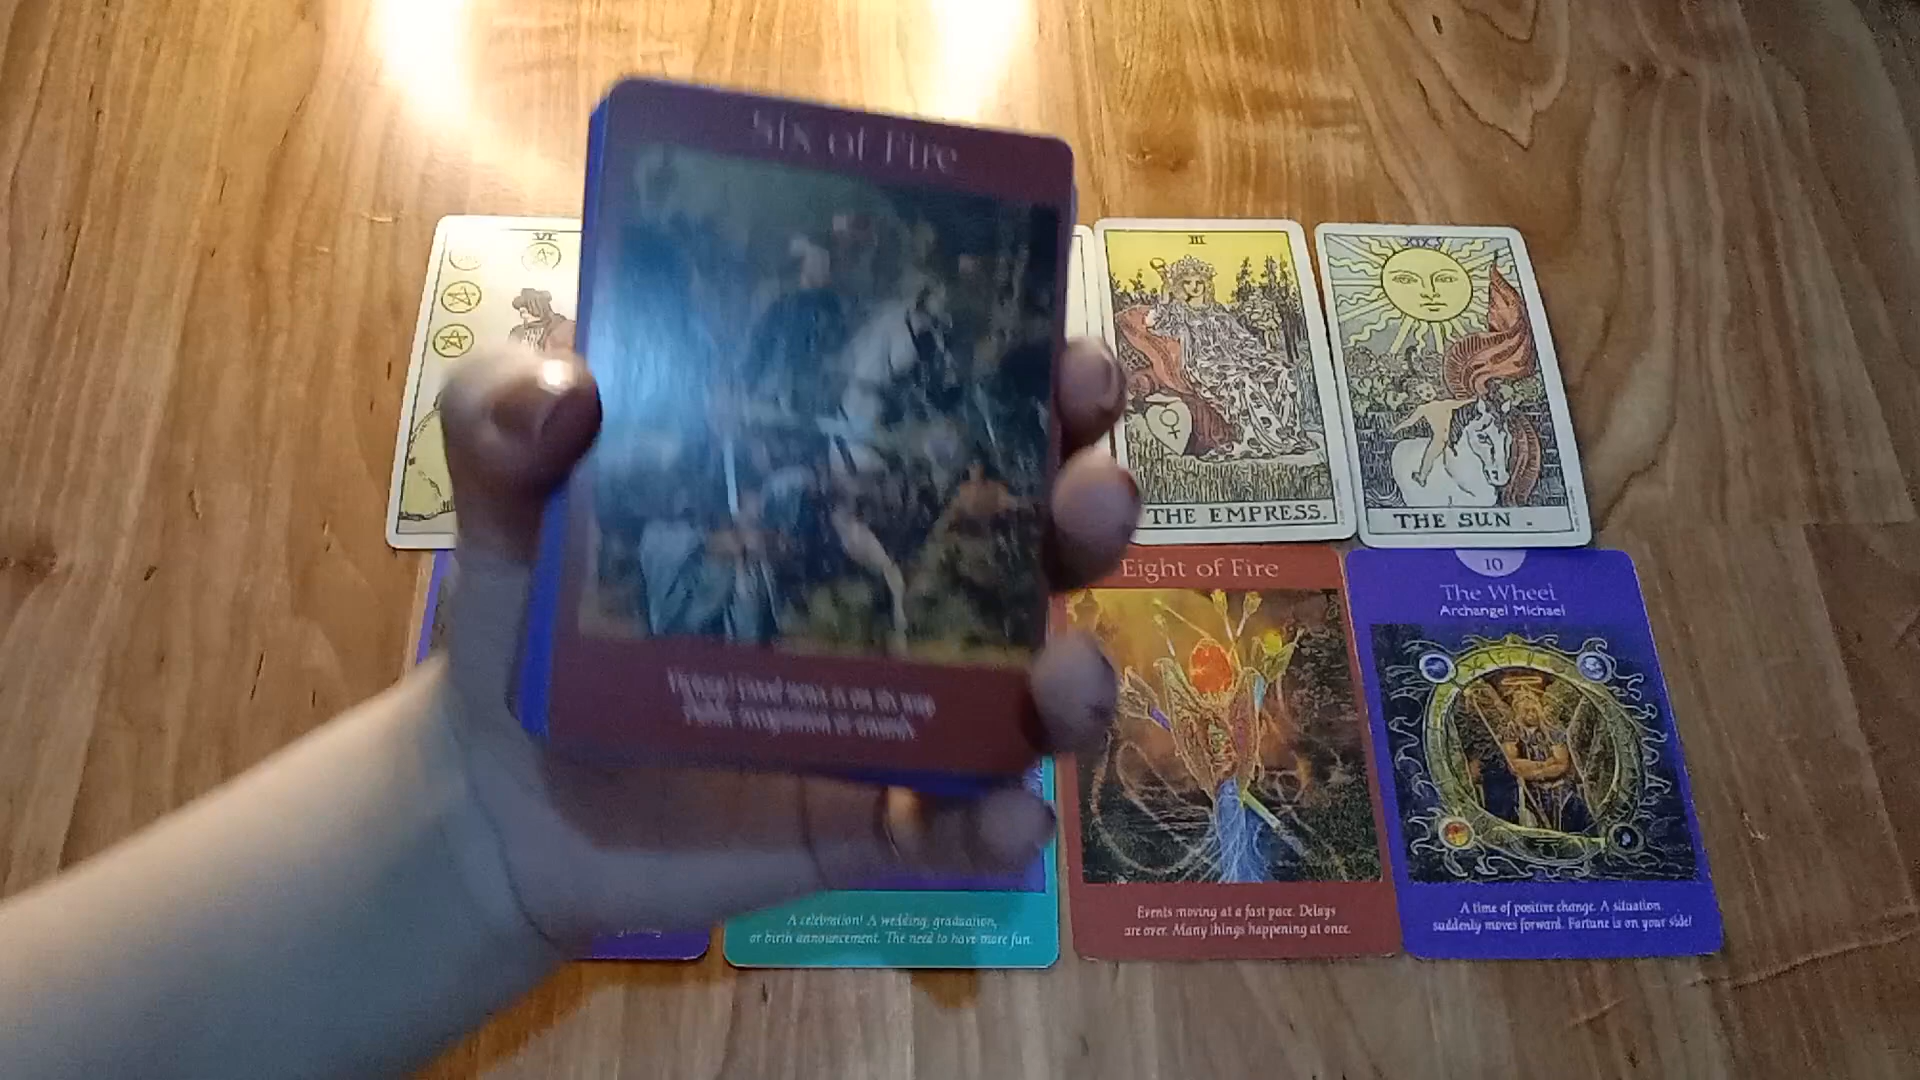 Six of Fire
VI
III
XIX
THE EMPRESS.
THE SUN .
Eight of Fire
10
The Wheel
Archangel Michael
A celebration! A wedding, graduation,
or birth announcement. The need to have more fun.
Events moving at a fast pace. Delays
are over. Many things happening at once.
A time of positive change. A situation
suddenly moves forward. Fortune is on your side!